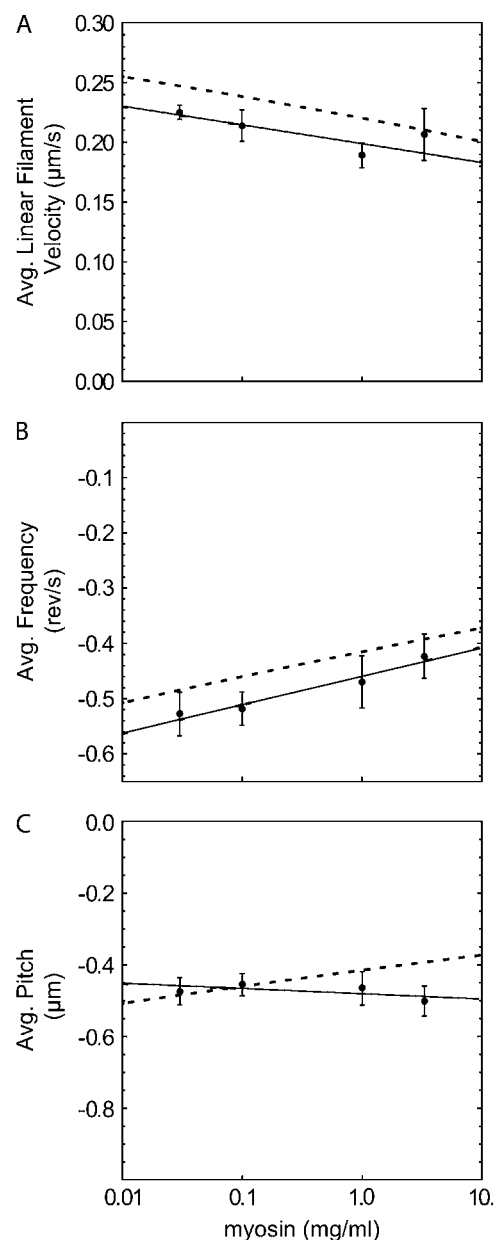 A
0.30
0.25
0.20
0.15
0.10
0.05
0.00
Avg. Linear Filament
Velocity (µm/s)
B
-0.1
-0.2
-0.3
-0.4
-0.5
-0.6
Avg. Frequency
(rev/s)
C
0.0
-0.2
-0.4
-0.6
-0.8
Avg. Pitch
(µm)
0.01
0.1
1.0
10.
myosin (mg/ml)